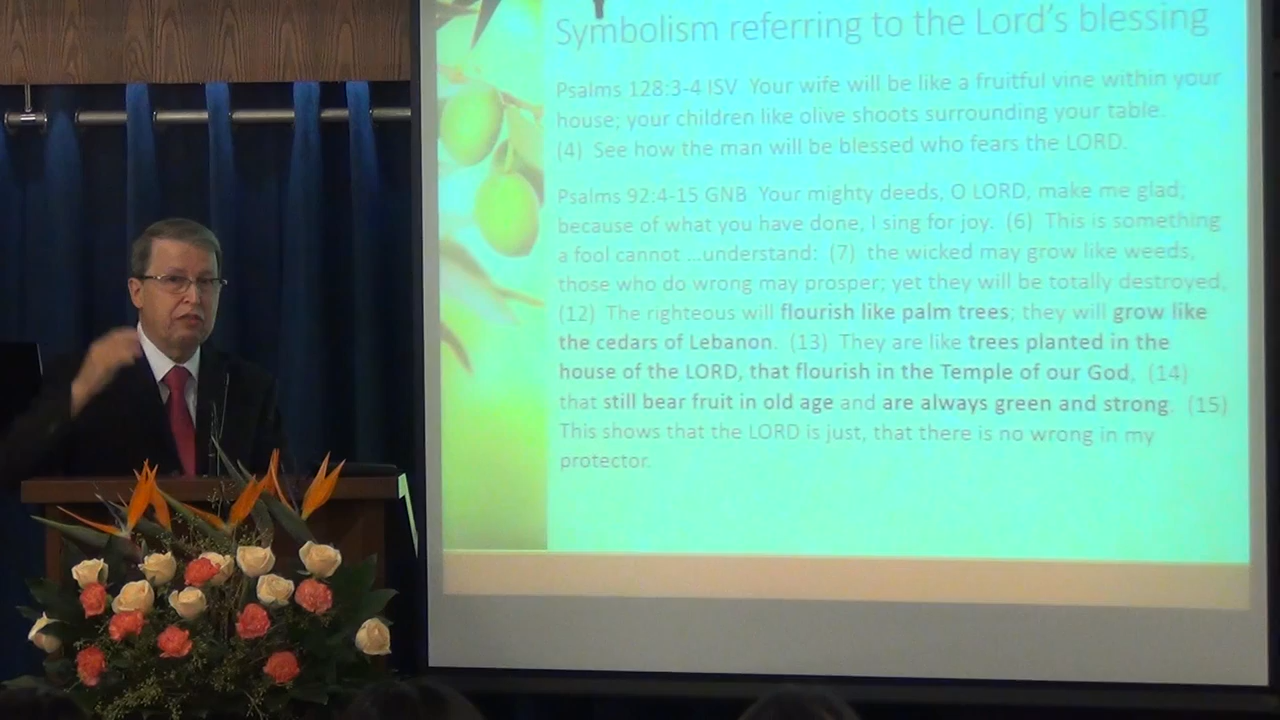 Symbolism referring to the Lord's blessing
Psalms 128:3-4 ISV Your wife will be like a fruitful vine within your
house; your children like olive shoots surrounding your table.
(4) See how the man will be blessed who fears the LORD.
Psalms 92:4-15 GNB Your mighty deeds, O LORD, make me glad;
because of what you have done, I sing for joy. (6) This is something
a fool cannot ...understand: (7) the wicked may grow like weeds,
those who do wrong may prosper; yet they will be totally destroyed,
(12) The righteous will flourish like palm trees; they will grow like
the cedars of Lebanon. (13) They are like trees planted in the
house of the LORD, that flourish in the Temple of our God, (14)
that still bear fruit in old age and are always green and strong. (15)
This shows that the LORD is just, that there is no wrong in my
protector.